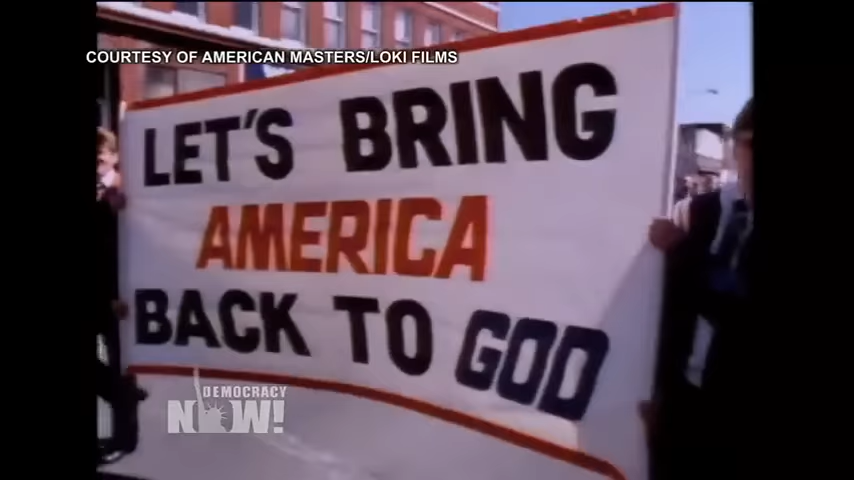 COURTESY OF AMERICAN MASTERS/LOKI FILMS
LET'S BRING
AMERICA
BACK TO GOD
DEMOCRACY
NOW!